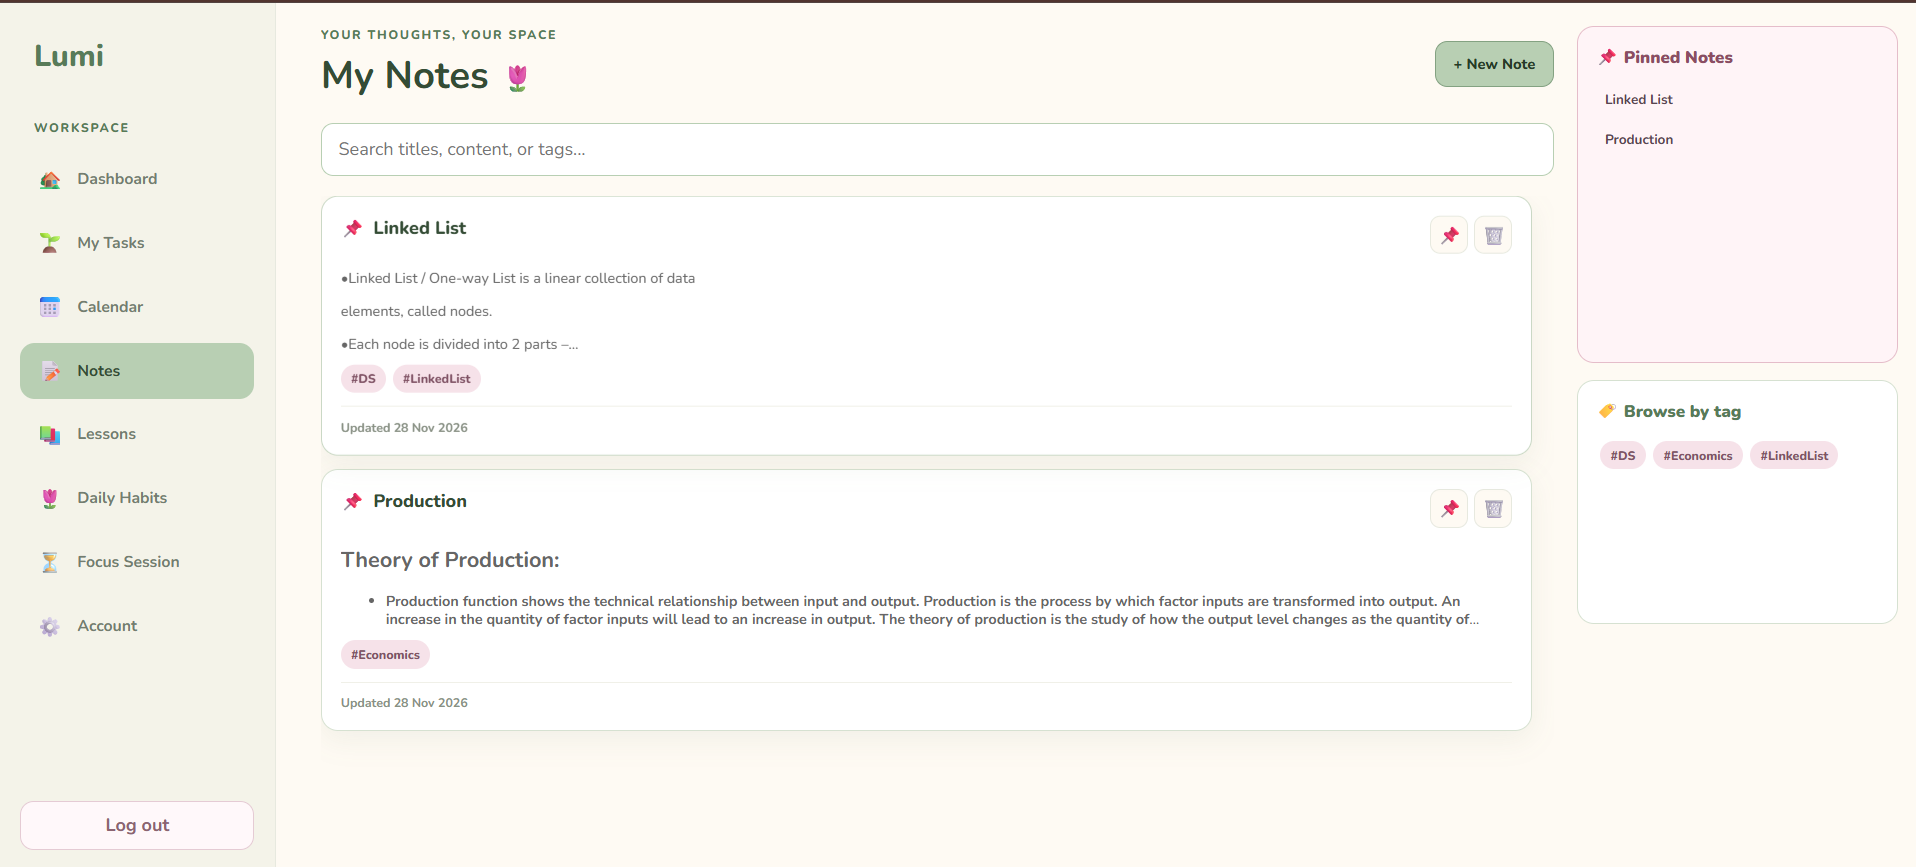 Lumi
WORKSPACE
Dashboard
My Tasks
Calendar
Notes
Lessons
Daily Habits
Focus Session
Account
Log out
YOUR THOUGHTS, YOUR SPACE
My Notes
+ New Note
Search titles, content, or tags...
Linked List
•Linked List / One-way List is a linear collection of data
elements, called nodes.
•Each node is divided into 2 parts –...
#DS #LinkedList
Updated 28 Nov 2026
Production
Theory of Production:
• Production function shows the technical relationship between input and output. Production is the process by which factor inputs are transformed into output. An
increase in the quantity of factor inputs will lead to an increase in output. The theory of production is the study of how the output level changes as the quantity of...
#Economics
Updated 28 Nov 2026
Pinned Notes
Linked List
Production
Browse by tag
#DS #Economics #LinkedList